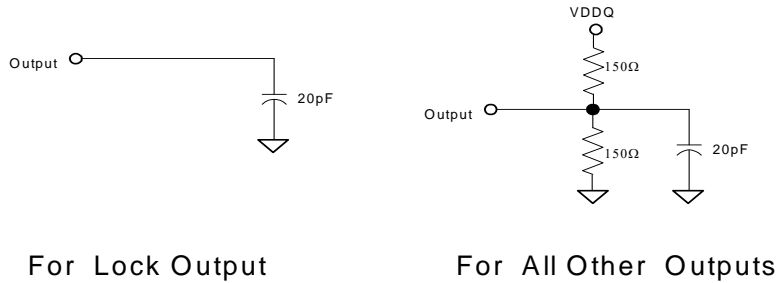 Output
20pF
For Lock Output
VDDQ
150Ω
Output
150Ω
20pF
For All Other Outputs